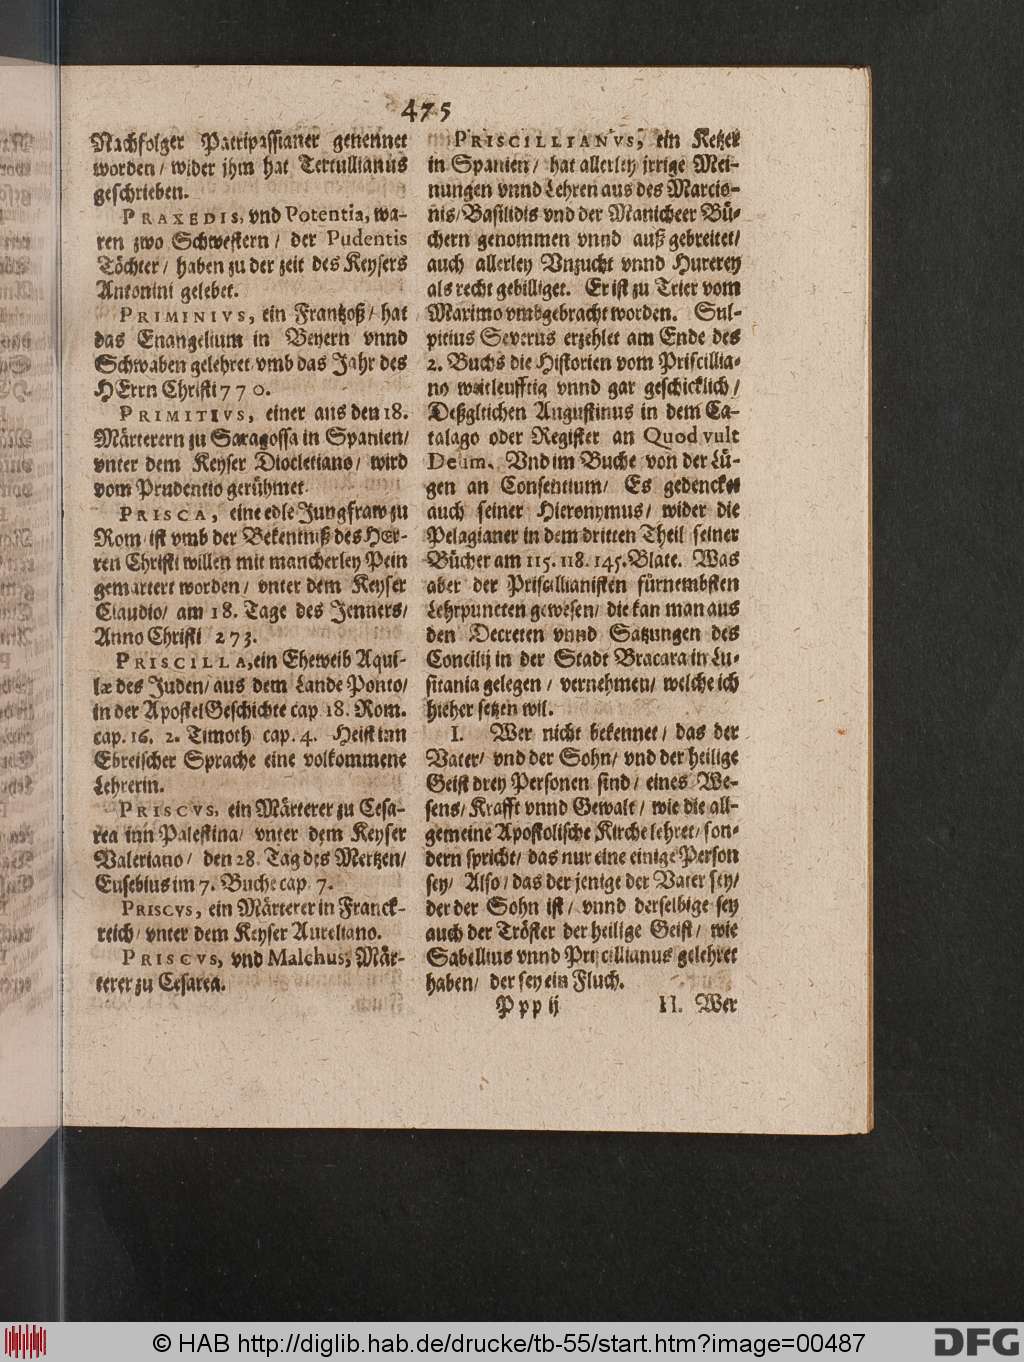 475
Nachfolger Patripassianer genennet
worden / wider jhm hat Tertullianus
geschrieben.
PRAXEDIS, vnd Potentia, wa-
ren zwo Schwestern / der Pudentis
Töchter / haben zu der zeit des Keysers
Antonini gelebet.
PRIMINIVS, ein Frantzoß / hat
das Euangelium in Beyern vnnd
Schwaben gelehret vmb das Jahr des
HErrn Christi 770.
PRIMITIVS, einer aus den 18.
Märterern zu Saragossa in Spanien /
vnter dem Keyser Diocletiano / wird
vom Prudentio gerühmet.
PRISCA, eine edle Jungfraw zu
Rom ist vmb der Bekentniß des HEr-
ren Christi willen mit mancherley Pein
gemartert worden / vnter dem Keyser
Claudio / am 18. Tage des Jenners /
Anno Christi 273.
PRISCILLA, ein Eheweib Aqui-
læ des Juden / aus dem Lande Ponto /
in der ApostelGeschichte cap 18. Rom.
cap. 16. 2. Timoth cap. 4. Heist inn
Ebreischer Sprache eine volkommene
Lehrerin.
PRISCVS, ein Märterer zu Cesa-
rea inn Palestina / vnter dem Keyser
Valeriano / den 28. Tag des Mertzen /
Eusebius im 7. Buche cap. 7.
PRISCVS, ein Märterer in Franck-
reich / vnter dem Keyser Aureliano.
PRISCVS, vnd Malchus, Mär-
terer zu Cesarea.
PRISCILLIANVS, ein Ketzer
in Spanien / hat allerley jrrige Mei-
nungen vnnd Lehren aus des Marcio-
nis / Basilidis vnd der Manicheer Bü-
chern genommen vnnd auß gebreitet /
auch allerley Vnzucht vnnd Hurerey
als recht gebilliget. Er ist zu Trier vom
Maximo vmbgebracht worden. Sul-
pitius Severus erzehlet am Ende des
2. Buchs die Historien vom Priscillia-
no weitleufftig vnnd gar geschicklich /
Deßgleichen Augustinus in dem Ca-
talago oder Register an Quod vult
Deum. Vnd im Buche von der Lü-
gen an Consentium / Es gedencket
auch seiner Hieronymus / wider die
Pelagianer in dem dritten Theil seiner
Bücher am 115. 118. 145. Blate. Was
aber der Priscillianisten fürnembsten
Lehrpuncten gewesen / die kan man aus
den Decreten vnnd Satzungen des
Concilij in der Stadt Bracara in Lu-
sitania gelegen / vernehmen / welche ich
hieher setzen wil.
I. Wer nicht bekennet / das der
Vater / vnd der Sohn / vnd der heilige
Geist drey Personen sind / eines We-
sens / Krafft vnnd Gewalt / wie die all-
gemeine Apostolische Kirche lehret / son-
dern spricht / das nur eine einige Person
sey / Also / das der jenige der Vater sey /
der der Sohn ist / vnnd derselbige sey
auch der Tröster der heilige Geist / wie
Sabellius vnnd Priscillianus gelehret
haben / der sey ein Fluch.
Ppp ij II. Wer
© HAB http://diglib.hab.de/drucke/tb-55/start.htm?image=00487
DFG